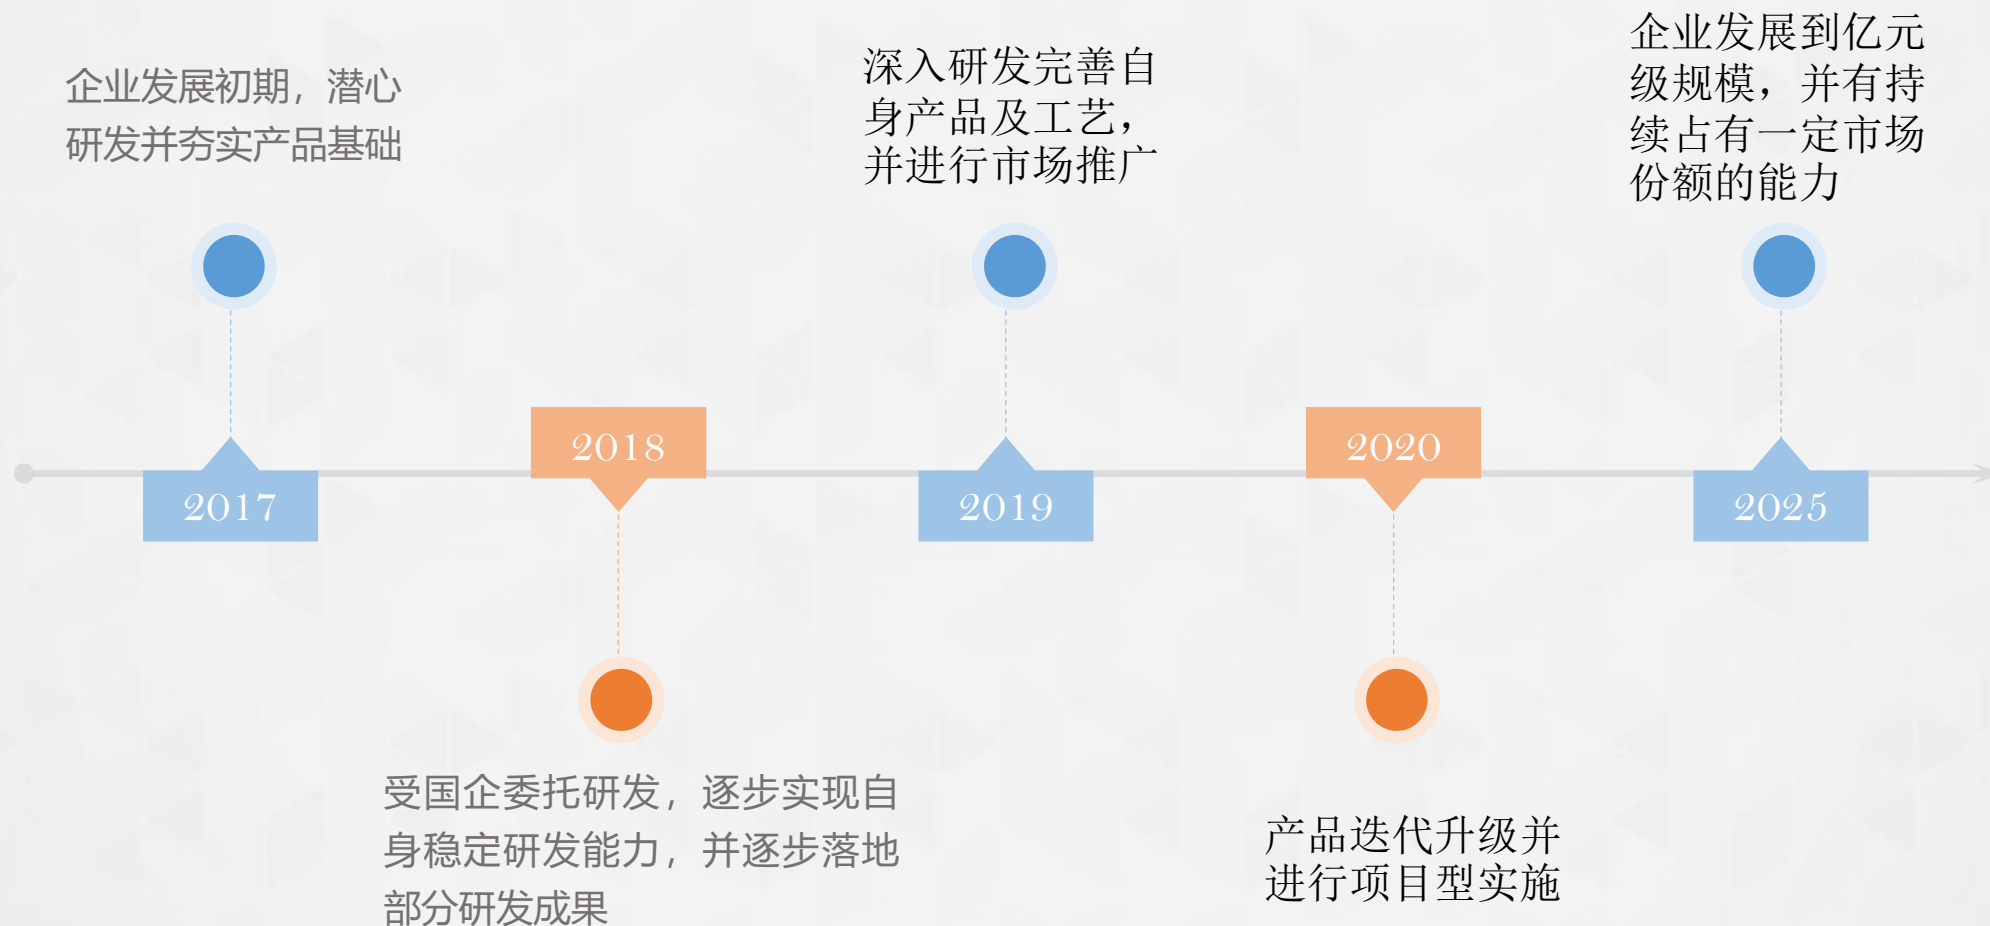 企业发展初期，潜心
研发并夯实产品基础
2017
2018
受国企委托研发，逐步实现自
身稳定研发能力，并逐步落地
部分研发成果
深入研发完善自
身产品及工艺，
并进行市场推广
2019
2020
产品迭代升级并
进行项目型实施
企业发展到亿元
级规模，并有持
续占有一定市场
份额的能力
2025